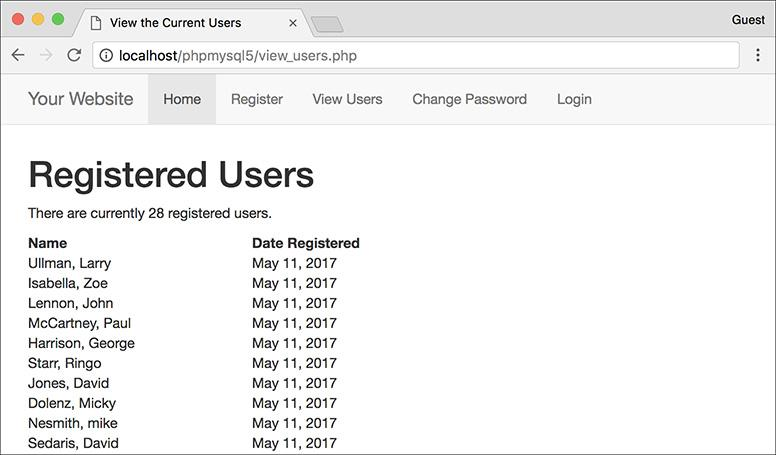 View the Current Users
Guest
localhost/phpmysql5/view_users.php
Your Website Home Register View Users Change Password Login
Registered Users
There are currently 28 registered users.
Name Date Registered
Ullman, Larry May 11, 2017
Isabella, Zoe May 11, 2017
Lennon, John May 11, 2017
McCartney, Paul May 11, 2017
Harrison, George May 11, 2017
Starr, Ringo May 11, 2017
Jones, David May 11, 2017
Dolenz, Micky May 11, 2017
Nesmith, mike May 11, 2017
Sedaris, David May 11, 2017